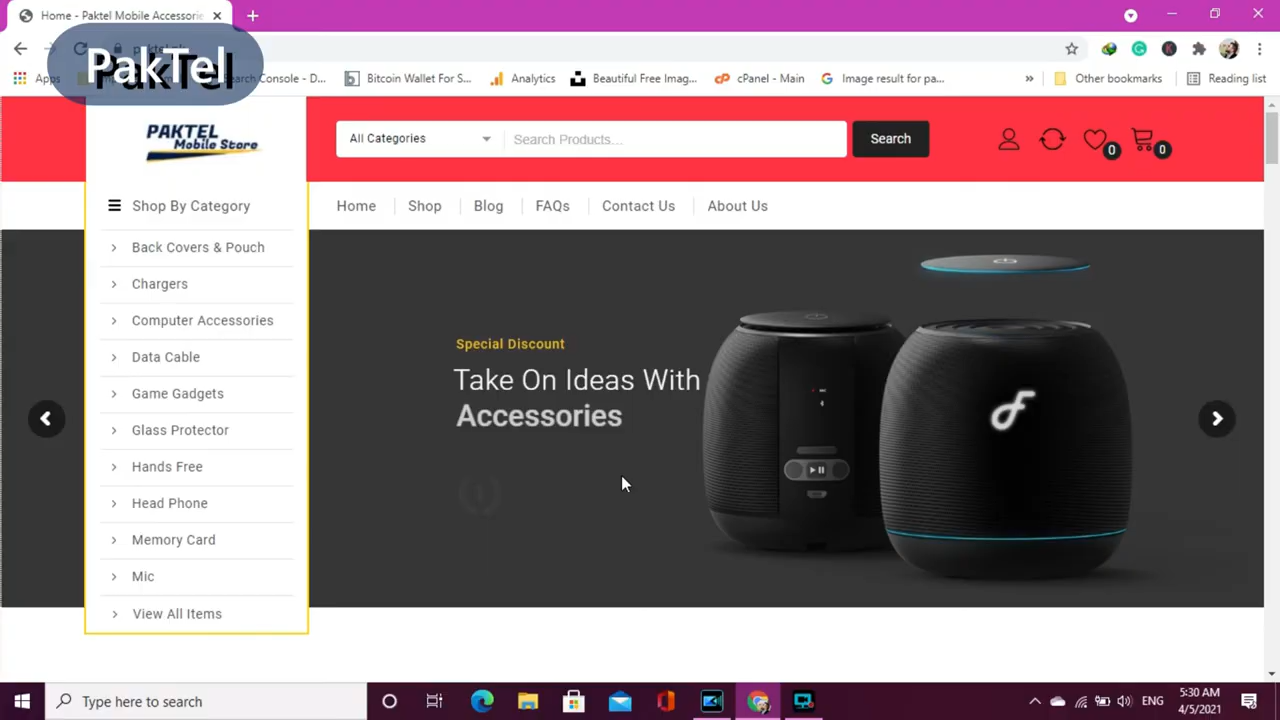 Home - Paktel Mobile Accessorie
PakTel
Apps
Search Console - D...
Bitcoin Wallet For S...
Analytics
Beautiful Free Imag...
cPanel - Main
Image result for pa...
»
Other bookmarks
Reading list
PAKTEL
Mobile Store
All Categories
Search Products...
Search
0
0
Shop By Category
Home
Shop
Blog
FAQs
Contact Us
About Us
Back Covers & Pouch
Chargers
Computer Accessories
Data Cable
Game Gadgets
Glass Protector
Hands Free
Head Phone
Memory Card
Mic
View All Items
Special Discount
Take On Ideas With
Accessories
Type here to search
ENG
5:30 AM
4/5/2021